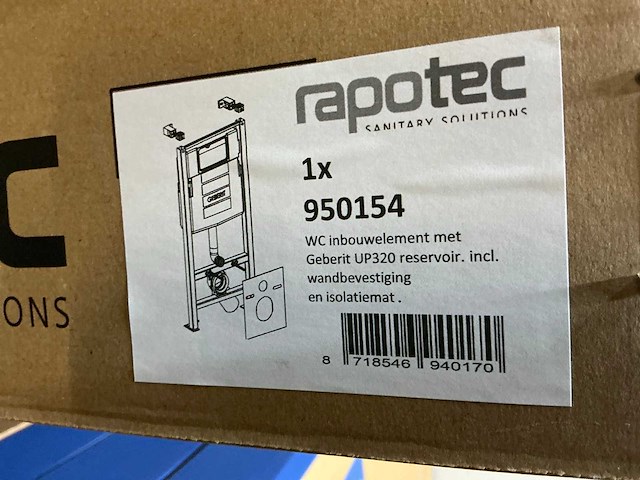 rapotec
SANITARY SOLUTIONS
1x
950154
WC inbouwelement met
Geberit UP320 reservoir. incl.
wandbevestiging
en isolatiemat.
8 718546 940170
GEBERIT
C
ONS